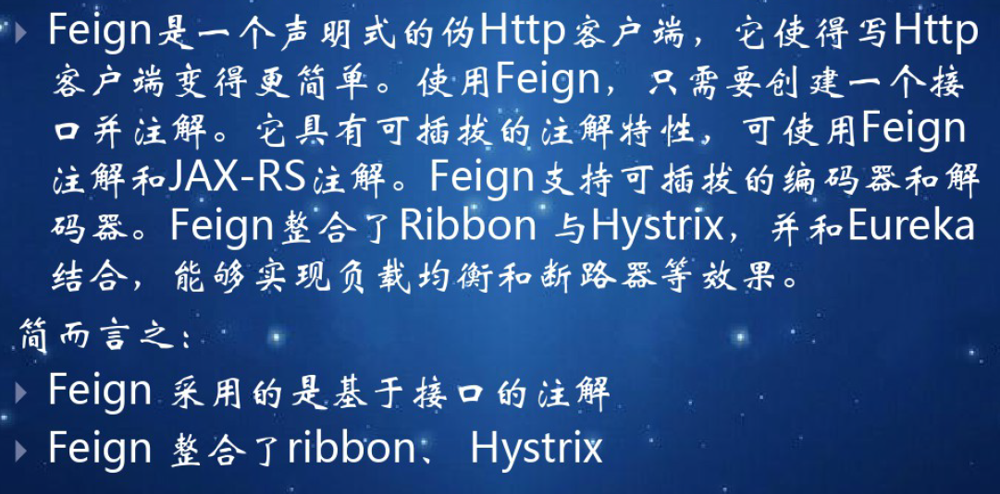 Feign是一个声明式的伪Http客户端，它使得写Http
客户端变得更简单。使用Feign，只需要创建一个接
口并注解。它具有可插拔的注解特性，可使用Feign
注解和JAX-RS注解。Feign支持可插拔的编码器和解
码器。Feign整合了Ribbon 与Hystrix，并和Eureka
结合，能够实现负载均衡和断路器等效果。
简而言之：
Feign 采用的是基于接口的注解
Feign 整合了ribbon、 Hystrix